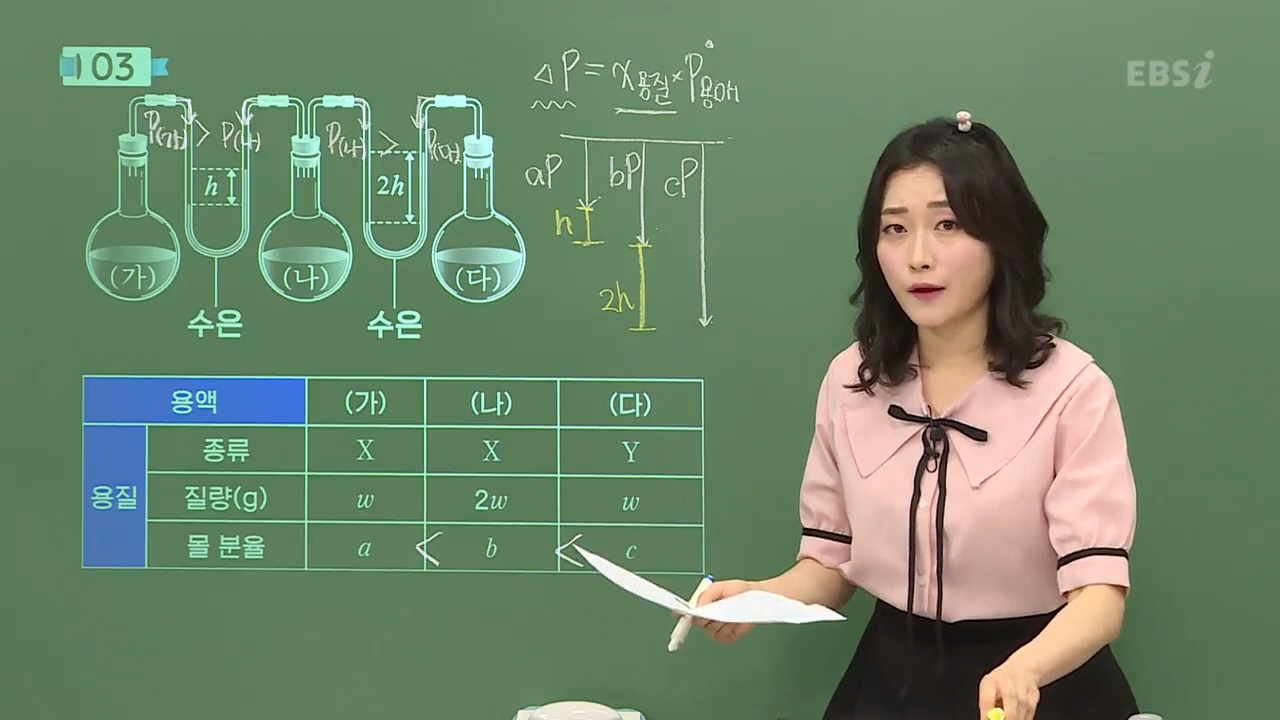 03
EBSi
△P = x용질 × P°용매
P(가) > P(나)
P(나) > P(다)
h
2h
aP
bP
cP
h
2h
(가)
(나)
(다)
수은
수은
용액 (가) (나) (다)
용질
종류 X X Y
질량(g) w 2w w
몰 분율 a < b < c